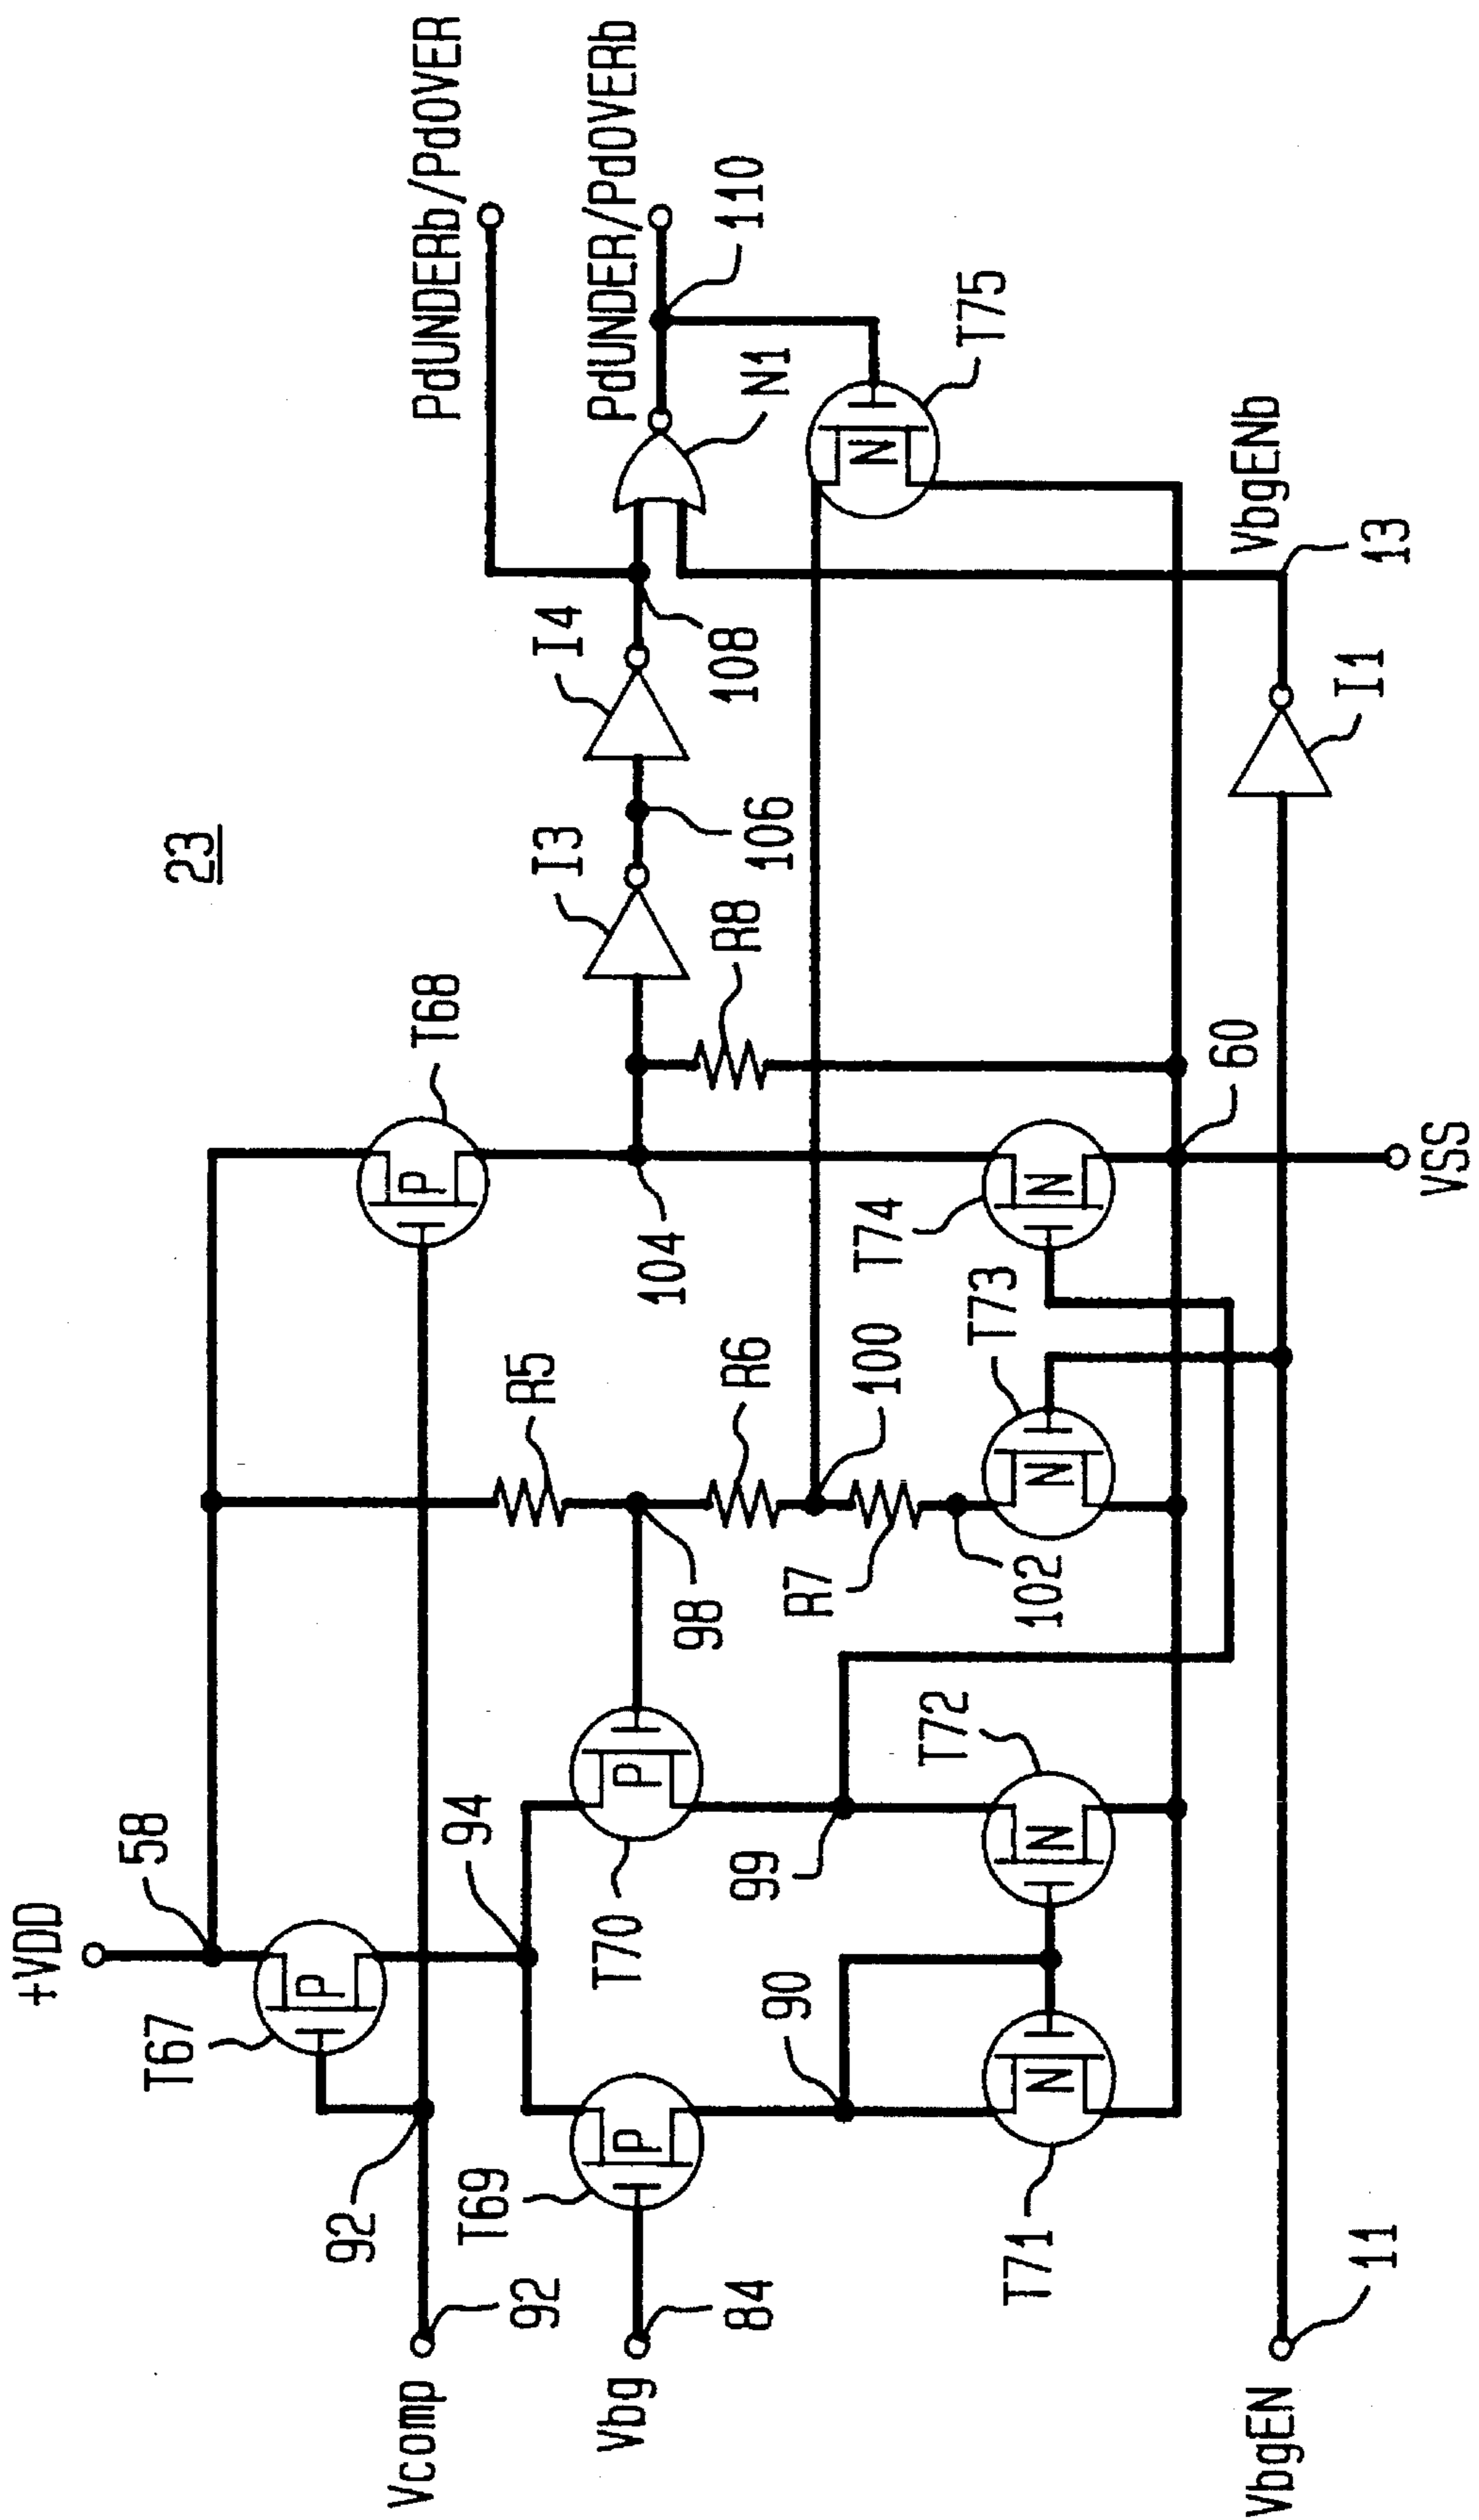 23
+VDD
58
T67
92
Vcomp
92
T68
94
T69
T70
Vbg
84
90
99
98
R5
R6
R7
100
102
104
R8
I3
106
I4
108
N1
110
PdUNDERb/PdOVER
PdUNDER/PdOVERb
T71
T72
T73
T74
T75
60
VSS
VbgEN
11
I1
13
VbgENb